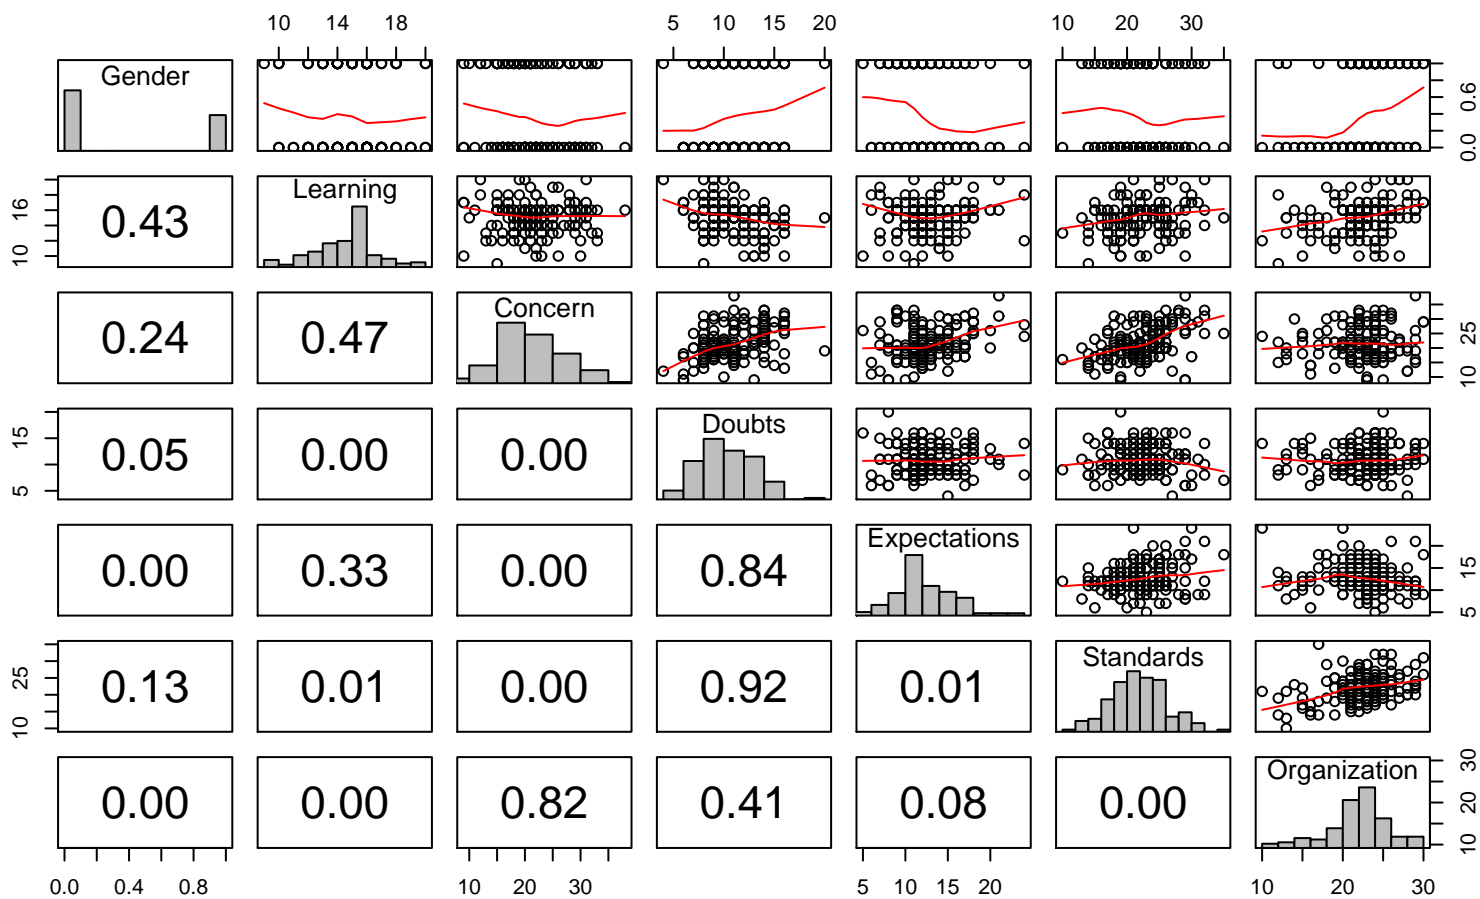 10 14 18 5 10 15 20 10 20 30
Gender
0.0 0.6
0.43 Learning
10 16
0.24 0.47 Concern
10 25
0.05 0.00 0.00 Doubts
5 15
0.00 0.33 0.00 0.84 Expectations
5 15
0.13 0.01 0.00 0.92 0.01 Standards
10 25
0.00 0.00 0.82 0.41 0.08 0.00 Organization
10 20 30
0.0 0.4 0.8 10 20 30 5 10 20 10 20 30